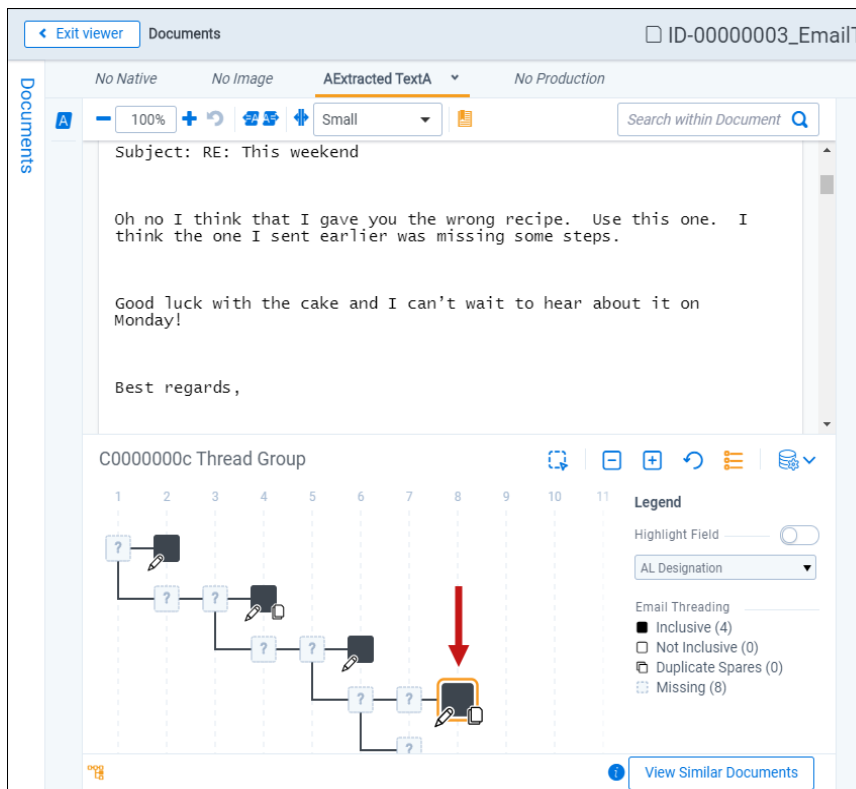 Exit viewer
Documents
ID-00000003_EmailT
Documents
No Native
No Image
AExtracted TextA
No Production
100%
Small
Search within Document
Subject: RE: This weekend
Oh no I think that I gave you the wrong recipe.  Use this one.  I
think the one I sent earlier was missing some steps.
Good luck with the cake and I can't wait to hear about it on
Monday!
Best regards,
C0000000c Thread Group
1 2 3 4 5 6 7 8 9 10 11
Legend
Highlight Field
AL Designation
Email Threading
Inclusive (4)
Not Inclusive (0)
Duplicate Spares (0)
Missing (8)
?
? ?
? ?
? ?
?
View Similar Documents